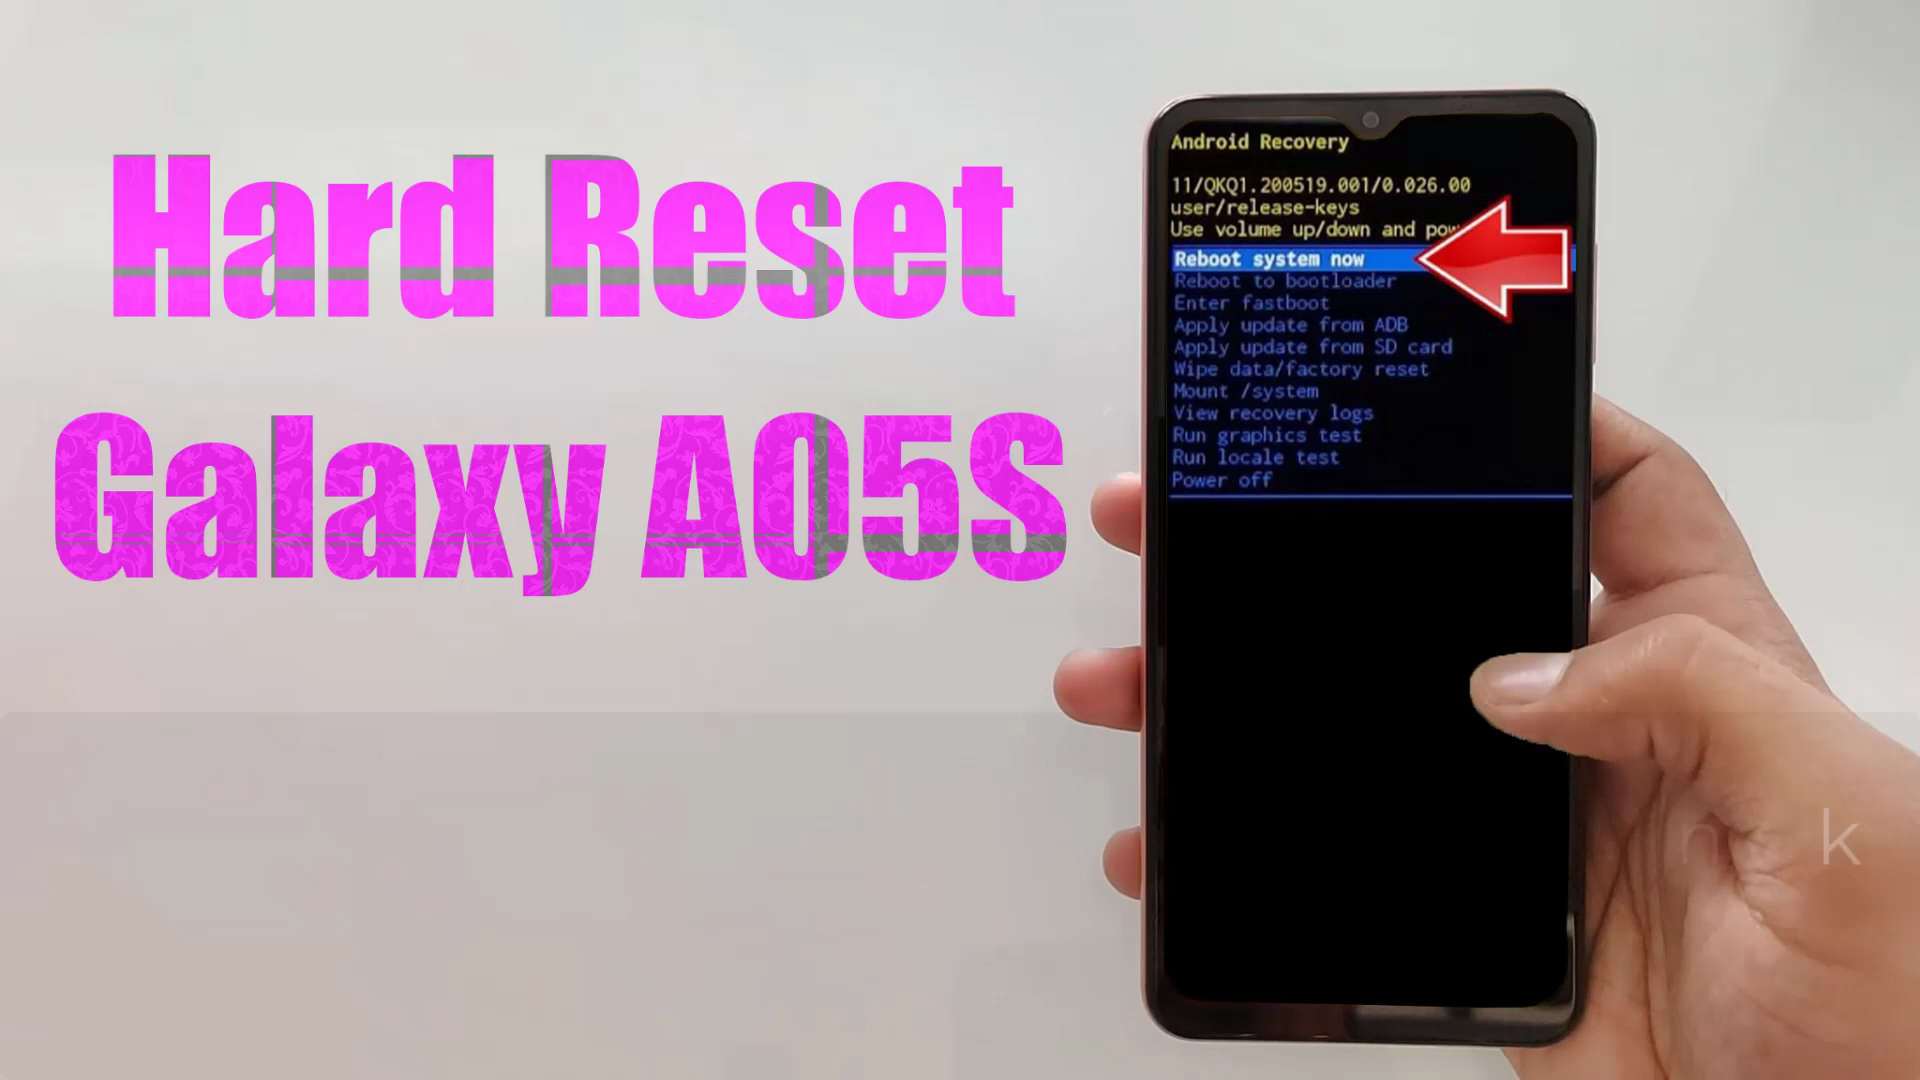 Hard Reset
Galaxy A05S
Android Recovery
11/QKQ1.200519.001/0.026.00
user/release-keys
Use volume up/down and
Reboot system now
Reboot to bootloader
Enter fastboot
Apply update from ADB
Apply update from SD card
Wipe data/factory reset
Mount /system
View recovery logs
Run graphics test
Run locale test
Power off